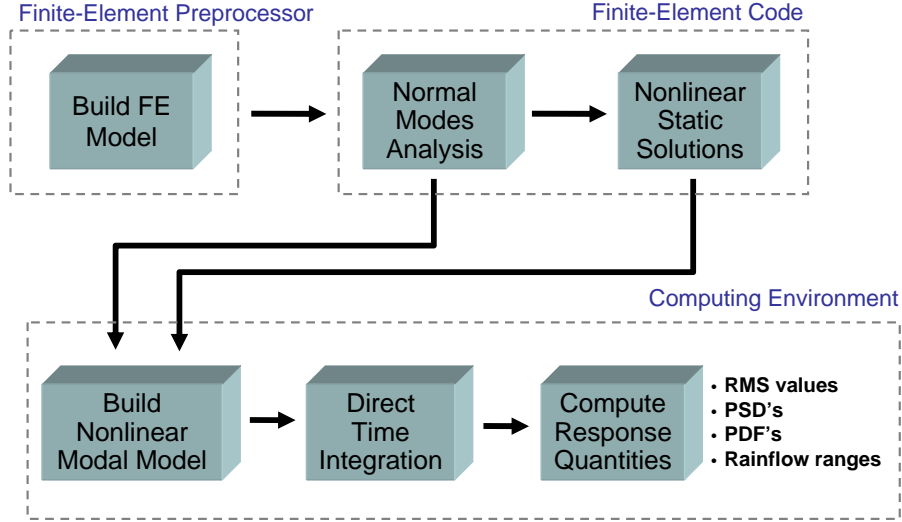 Finite-Element Preprocessor
Finite-Element Code
Build FE
Model
Normal
Modes
Analysis
Nonlinear
Static
Solutions
Computing Environment
Build
Nonlinear
Modal Model
Direct
Time
Integration
Compute
Response
Quantities
• RMS values
• PSD's
• PDF's
• Rainflow ranges